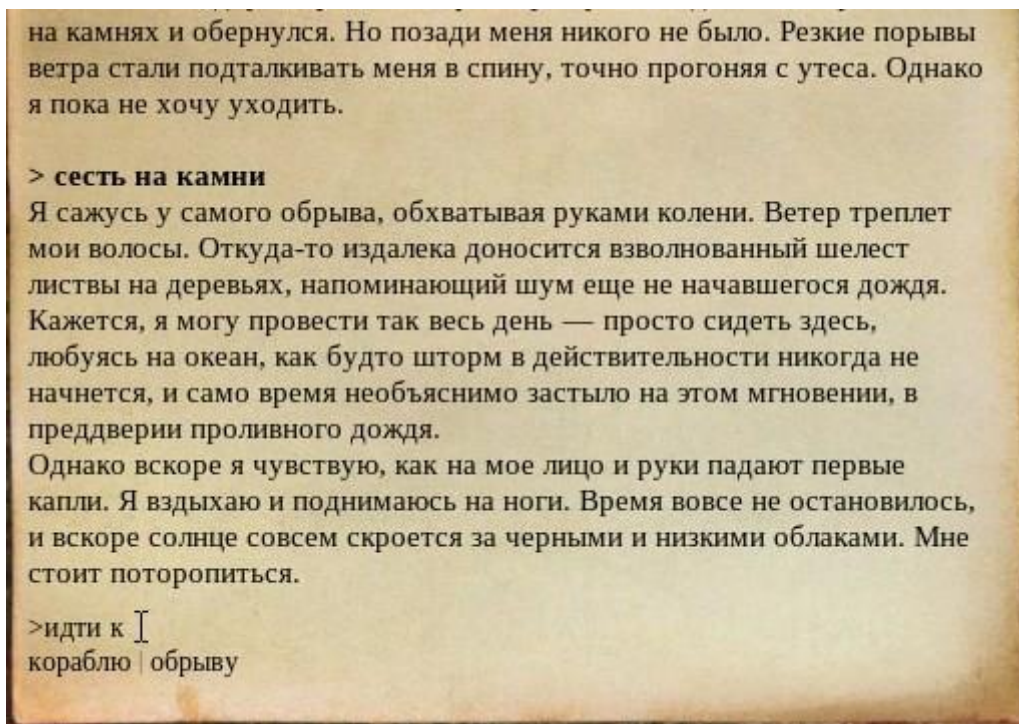 на камнях и обернулся. Но позади меня никого не было. Резкие порывы
ветра стали подталкивать меня в спину, точно прогоняя с утеса. Однако
я пока не хочу уходить.
> сесть на камни
Я сажусь у самого обрыва, обхватывая руками колени. Ветер треплет
мои волосы. Откуда-то издалека доносится взволнованный шелест
листвы на деревьях, напоминающий шум еще не начавшегося дождя.
Кажется, я могу провести так весь день — просто сидеть здесь,
любуясь на океан, как будто шторм в действительности никогда не
начнется, и само время необъяснимо застыло на этом мгновении, в
преддверии проливного дождя.
Однако вскоре я чувствую, как на мое лицо и руки падают первые
капли. Я вздыхаю и поднимаюсь на ноги. Время вовсе не остановилось,
и вскоре солнце совсем скроется за черными и низкими облаками. Мне
стоит поторопиться.
>идти к
кораблю | обрыву